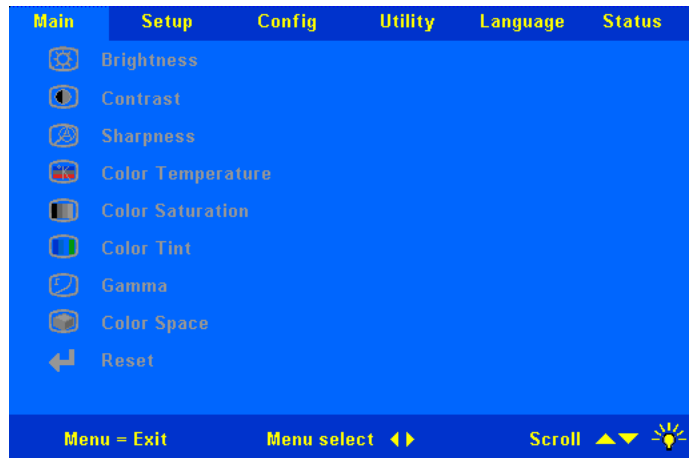 Main Setup Config Utility Language Status
Brightness
Contrast
Sharpness
°K Color Temperature
Color Saturation
Color Tint
Gamma
Color Space
Reset
Menu = Exit Menu select Scroll